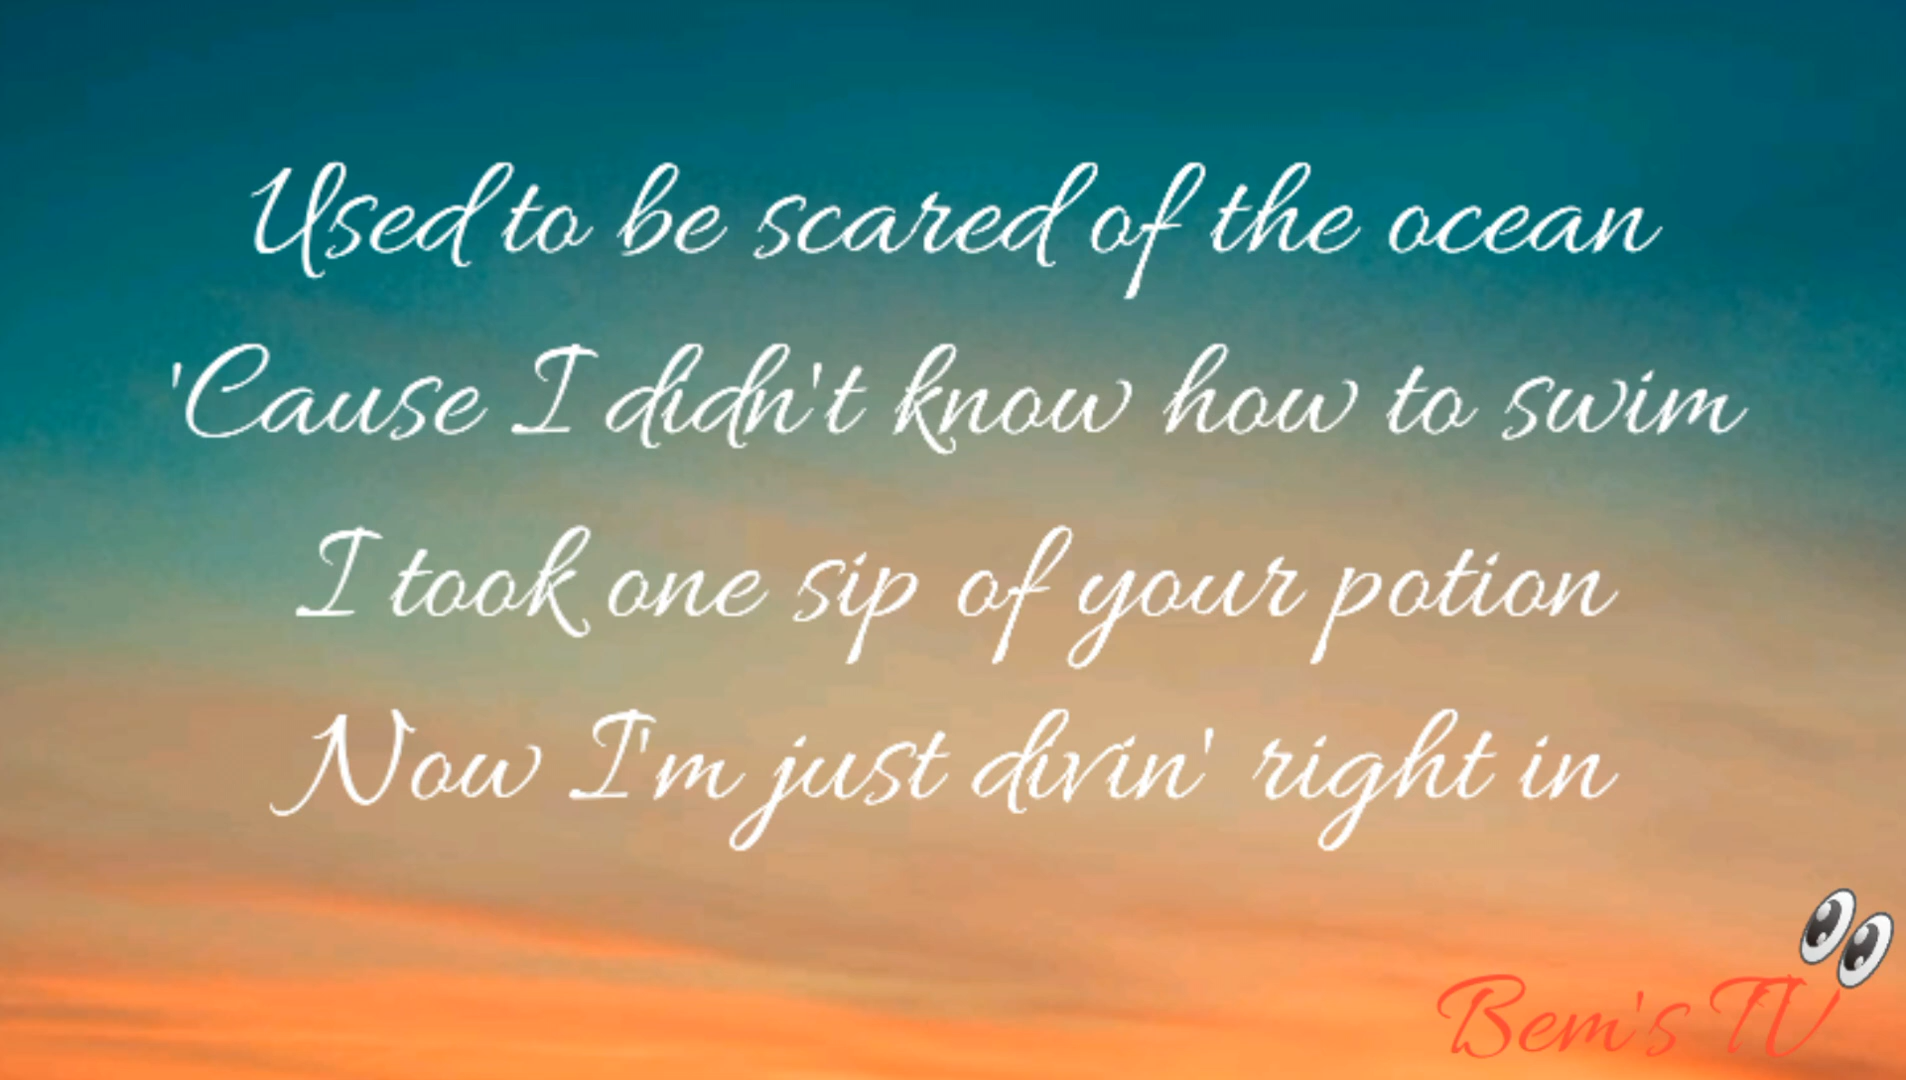 Used to be scared of the ocean
'Cause I didn't know how to swim
I took one sip of your potion
Now I'm just divin' right in
Bem's TV